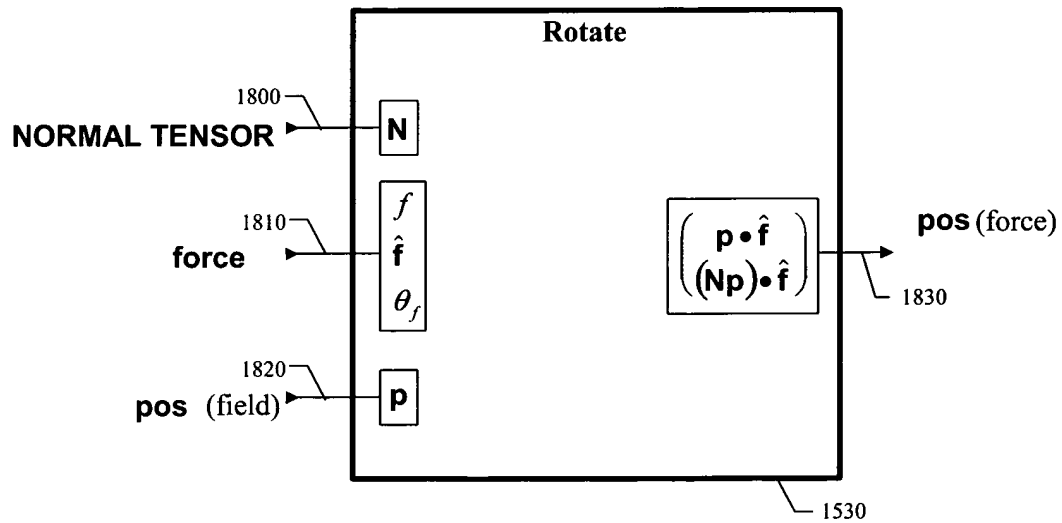 Rotate
1800
NORMAL TENSOR
N
1810
force
f
f̂
θ_f
1820
pos (field)
p
p • f̂
(Np) • f̂
pos (force)
1830
1530